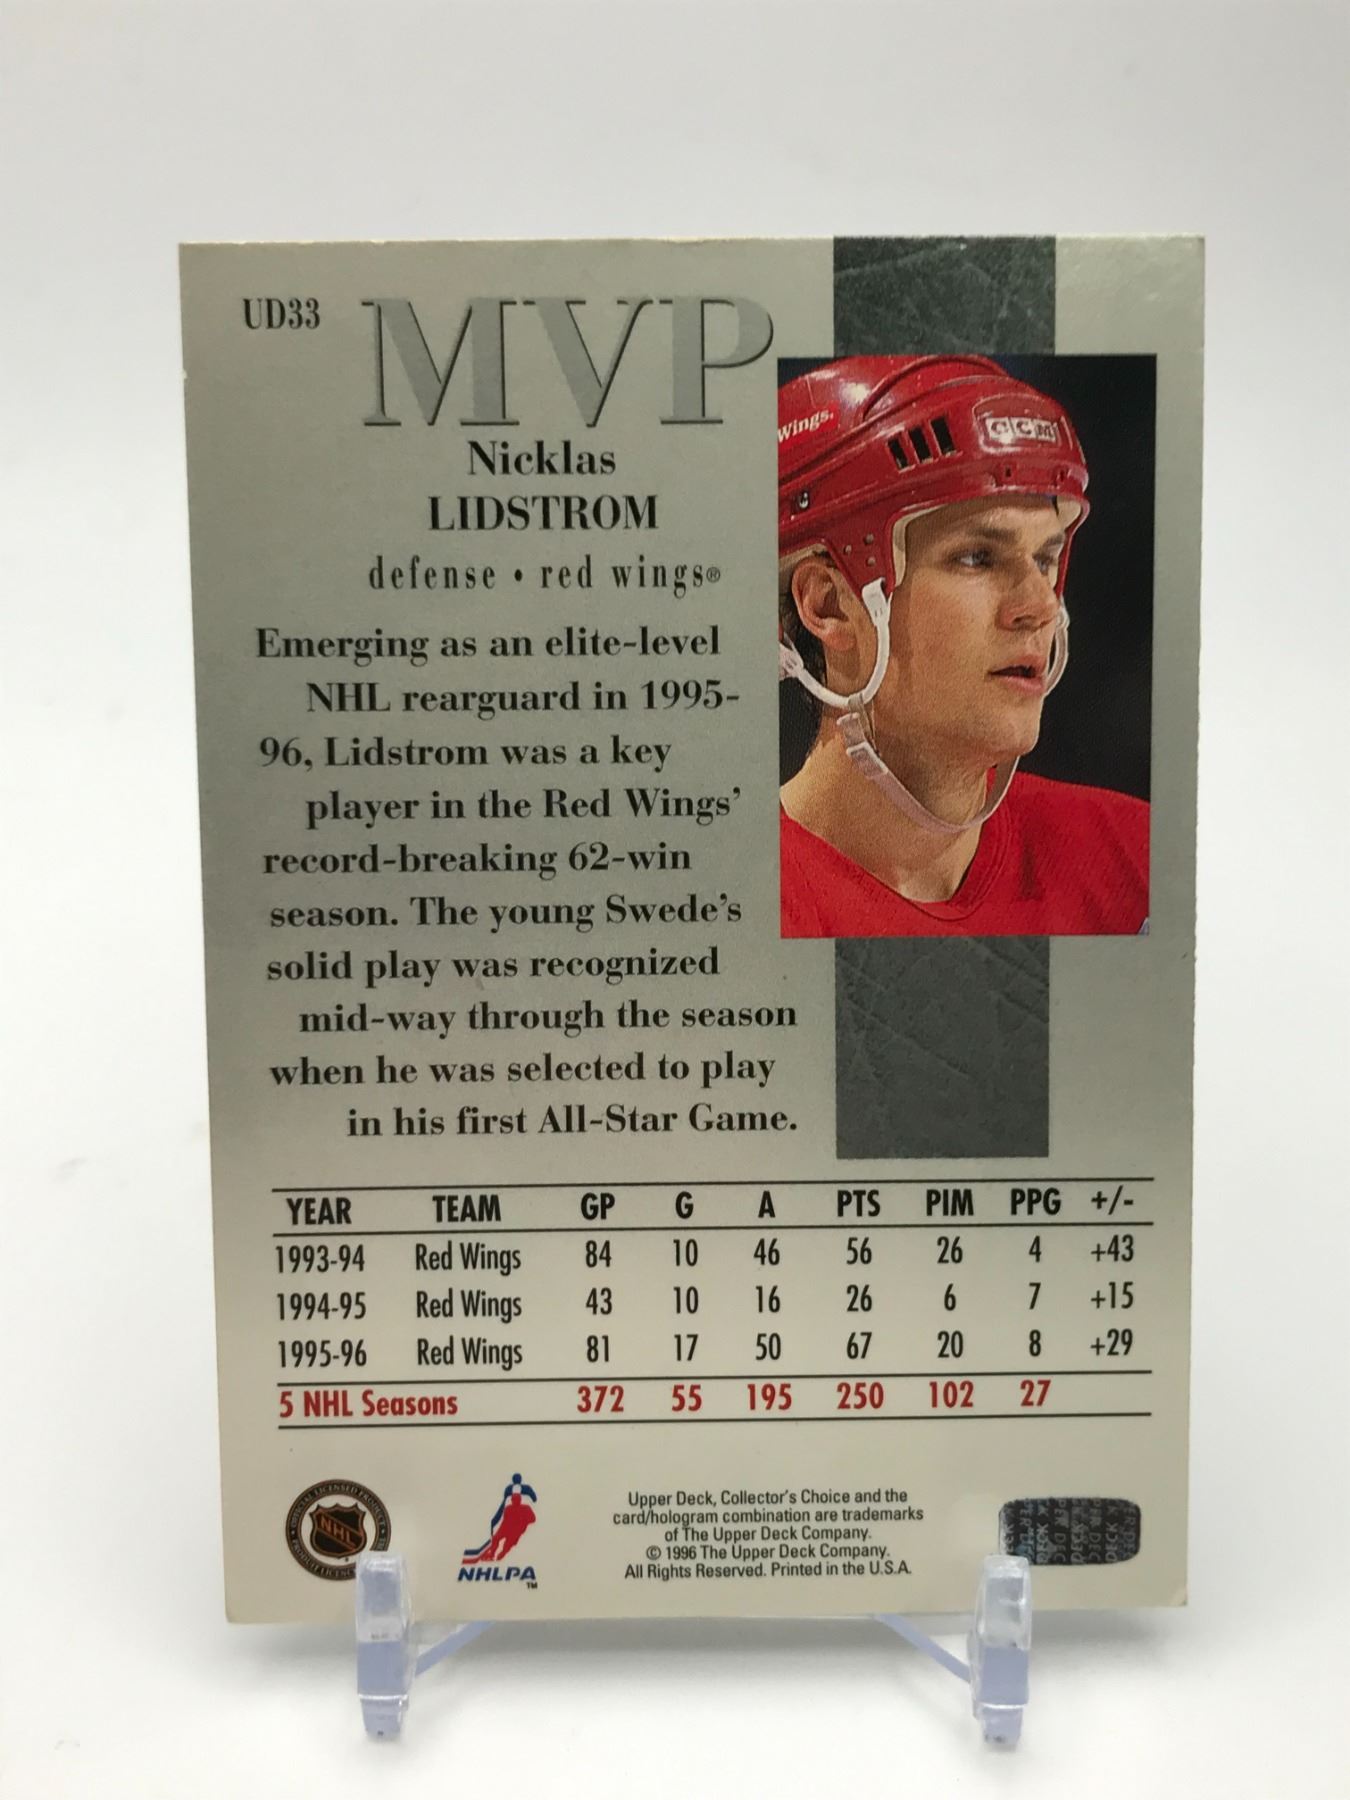 UD33
MVP
Nicklas
LIDSTROM
defense • red wings®
Wings.
CCM
Emerging as an elite-level
NHL rearguard in 1995-
96, Lidstrom was a key
player in the Red Wings'
record-breaking 62-win
season. The young Swede's
solid play was recognized
mid-way through the season
when he was selected to play
in his first All-Star Game.
YEAR TEAM GP G A PTS PIM PPG +/-
1993-94 Red Wings 84 10 46 56 26 4 +43
1994-95 Red Wings 43 10 16 26 6 7 +15
1995-96 Red Wings 81 17 50 67 20 8 +29
5 NHL Seasons 372 55 195 250 102 27
NHL
NHLPA™
Upper Deck, Collector's Choice and the
card/hologram combination are trademarks
of The Upper Deck Company.
© 1996 The Upper Deck Company.
All Rights Reserved. Printed in the U.S.A.